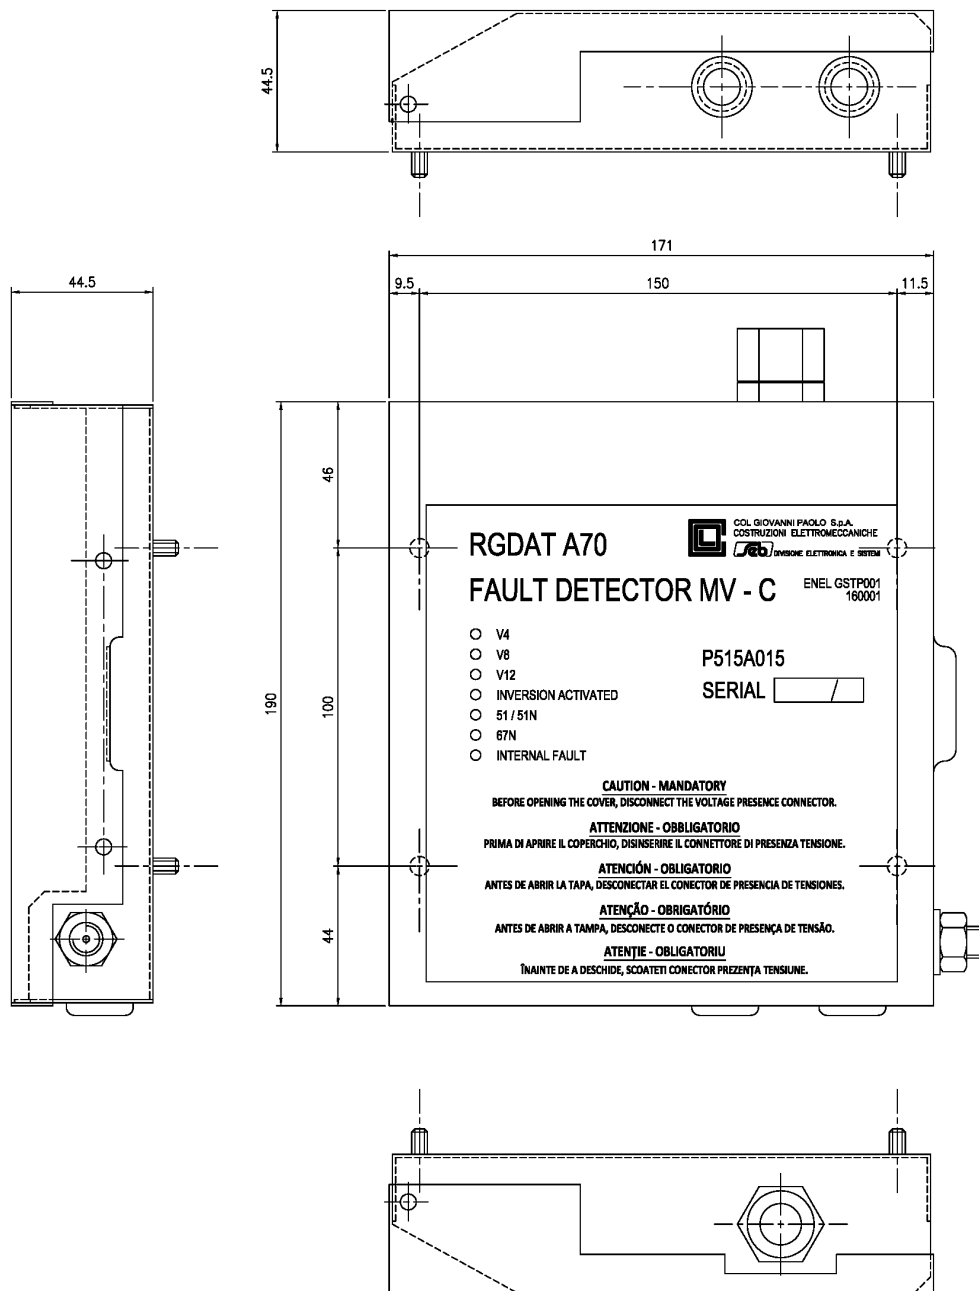 44.5
171
44.5
9.5
150
11.5
46
190
100
44
RGDAT A70
COL GIOVANNI PAOLO S.p.A.
COSTRUZIONI ELETTROMECCANICHE
Seb DIVISIONE ELETTRONICA E SISTEMI
FAULT DETECTOR MV - C
ENEL GSTP001
160001
V4
V8
V12
INVERSION ACTIVATED
51 / 51N
67N
INTERNAL FAULT
P515A015
SERIAL /
CAUTION - MANDATORY
BEFORE OPENING THE COVER, DISCONNECT THE VOLTAGE PRESENCE CONNECTOR.
ATTENZIONE - OBBLIGATORIO
PRIMA DI APRIRE IL COPERCHIO, DISINSERIRE IL CONNETTORE DI PRESENZA TENSIONE.
ATENCIÓN - OBLIGATORIO
ANTES DE ABRIR LA TAPA, DESCONECTAR EL CONECTOR DE PRESENCIA DE TENSIONES.
ATENÇÃO - OBRIGATÓRIO
ANTES DE ABRIR A TAMPA, DESCONECTE O CONECTOR DE PRESENÇA DE TENSÃO.
ATENȚIE - OBLIGATORIU
ÎNAINTE DE A DESCHIDE, SCOATETI CONECTOR PREZENȚA TENSIUNE.